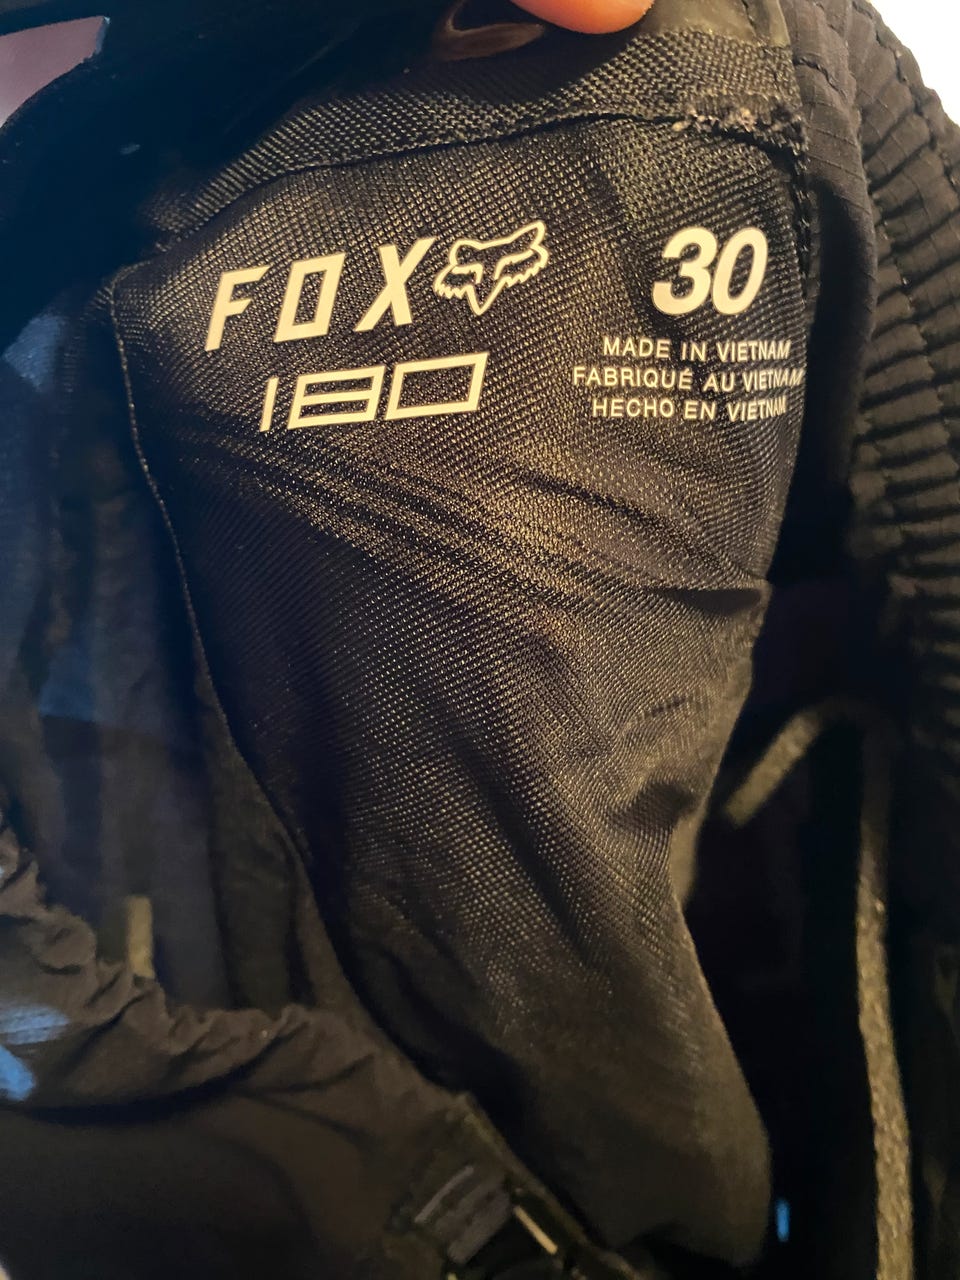 FOX
180
30
MADE IN VIETNAM
FABRIQUÉ AU VIETNAM
HECHO EN VIETNAM